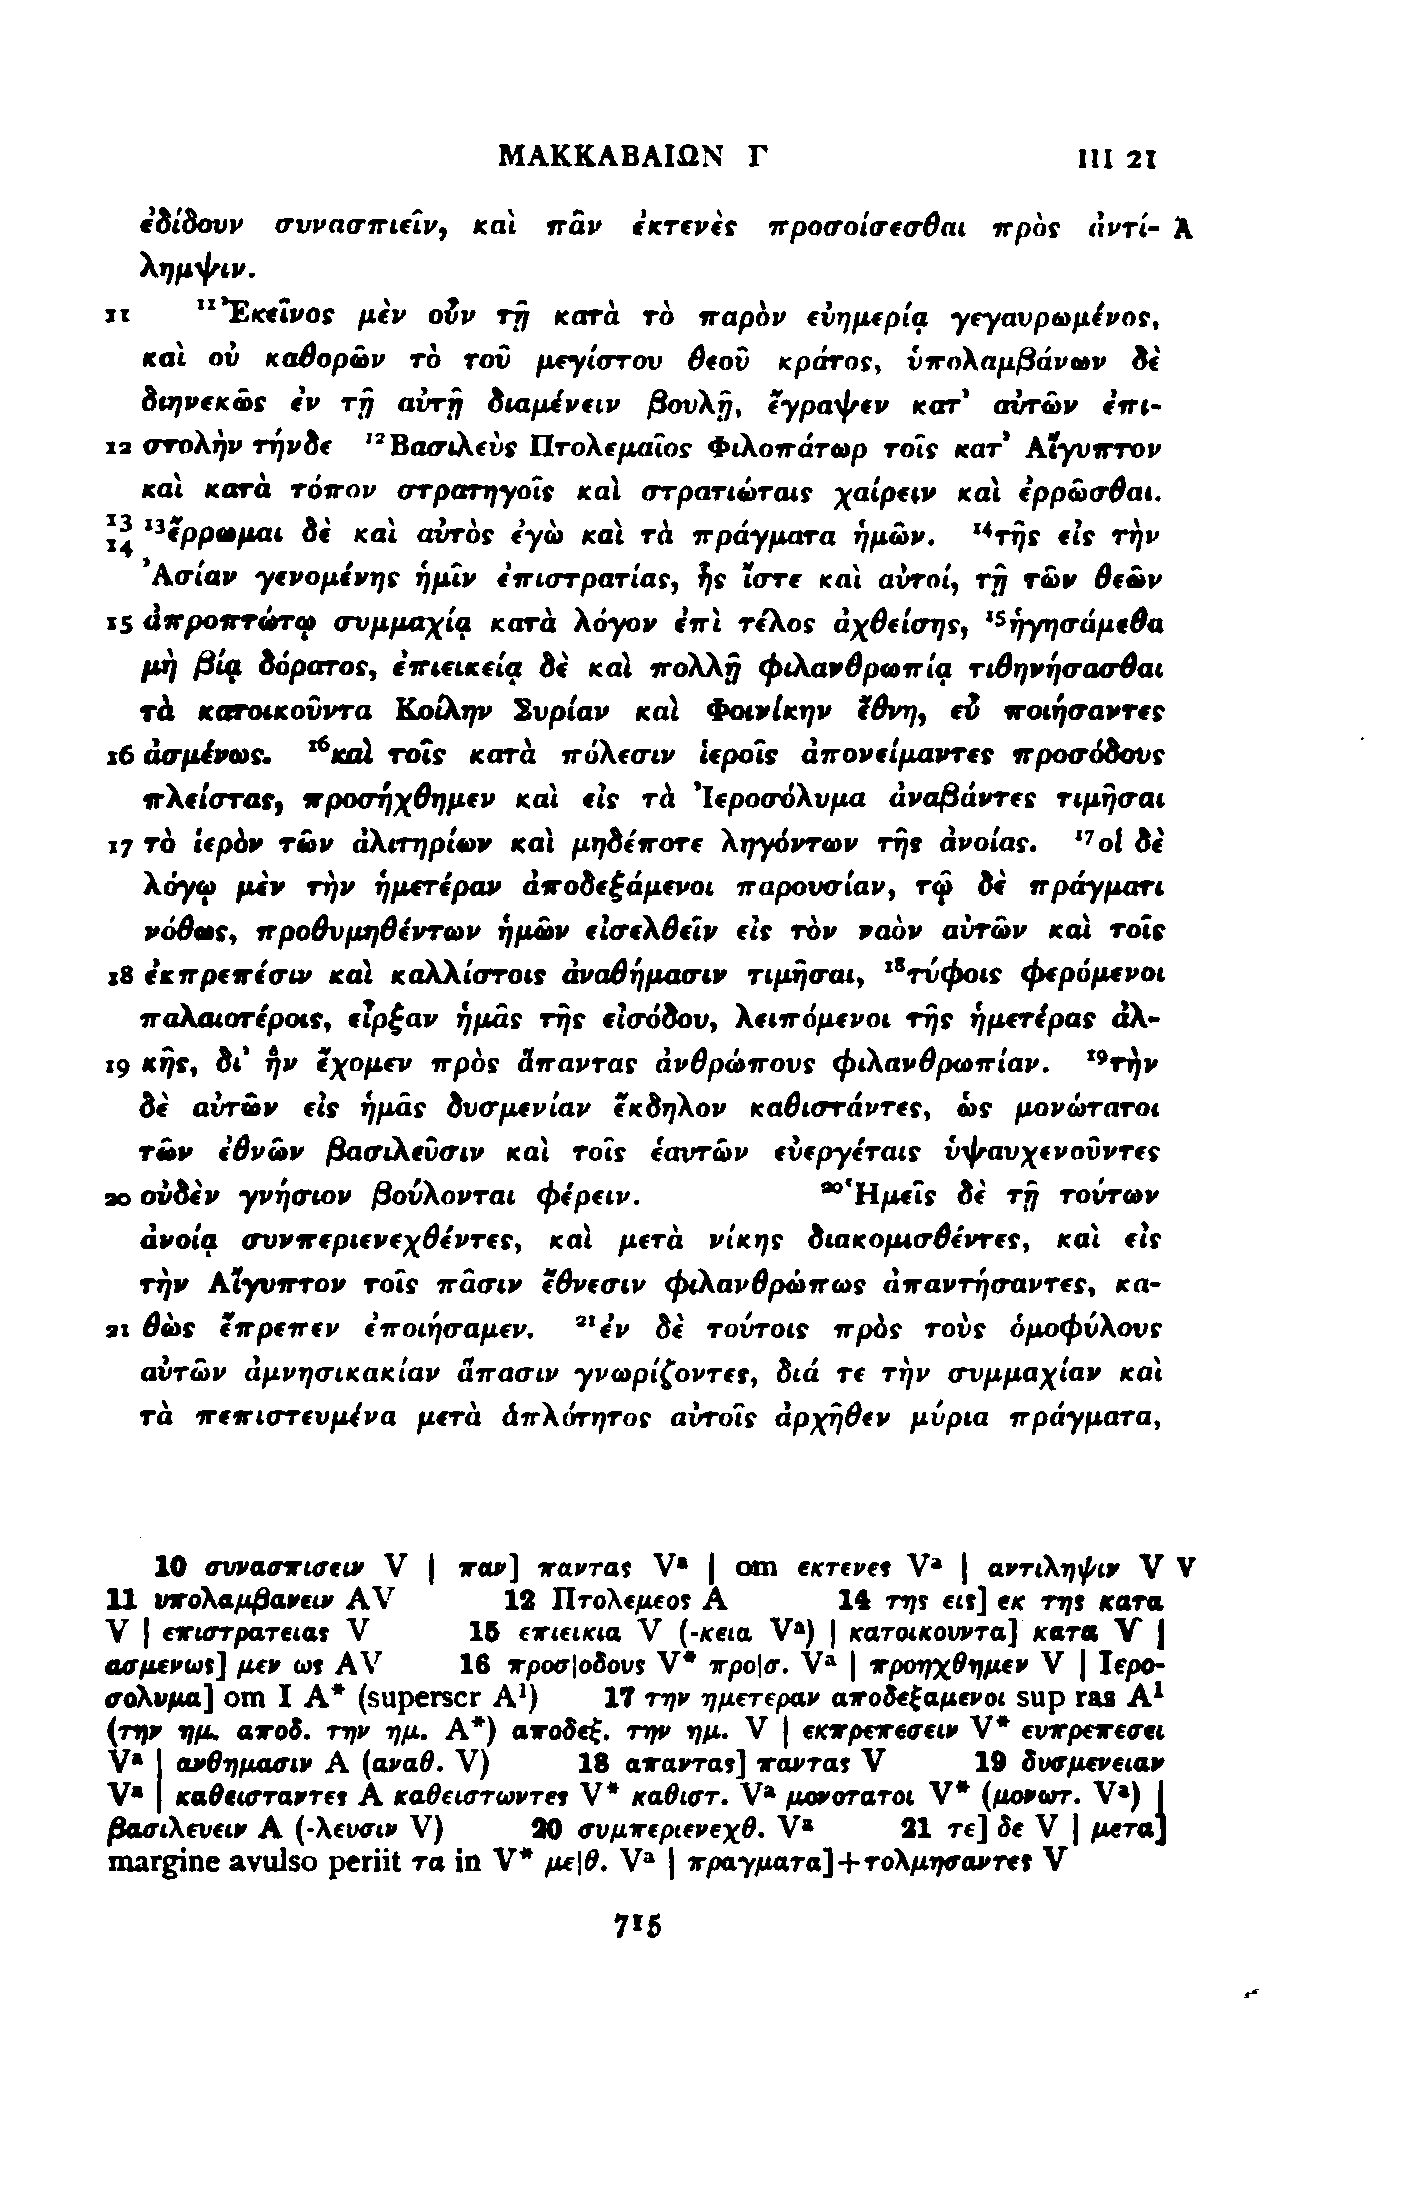 ΜΑΚΚΑΒΑΙΩΝ Γ III 21
ἐδίδουν συνασπιεῖν, καὶ πᾶν ἐκτενὲς προσοίσεσθαι πρὸς ἀντί- A
λημψιν.
11 ¹¹Ἐκεῖνος μὲν οὖν τῇ κατὰ τὸ παρὸν εὐημερίᾳ γεγαυρωμένος,
καὶ οὐ καθορῶν τὸ τοῦ μεγίστου θεοῦ κράτος, ὑπολαμβάνων δὲ
διηνεκῶς ἐν τῇ αὐτῇ διαμένειν βουλῇ, ἔγραψεν κατ’ αὐτῶν ἐπι-
12 στολὴν τήνδε ¹²Βασιλεὺς Πτολεμαῖος Φιλοπάτωρ τοῖς κατ’ Αἴγυπτον
καὶ κατὰ τόπον στρατηγοῖς καὶ στρατιώταις χαίρειν καὶ ἐρρῶσθαι.
13 14 ¹³ἔρρωμαι δὲ καὶ αὐτὸς ἐγὼ καὶ τὰ πράγματα ἡμῶν. ¹⁴τῆς εἰς τὴν
Ἀσίαν γενομένης ἡμῖν ἐπιστρατίας, ἧς ἴστε καὶ αὐτοί, τῇ τῶν θεῶν
15 ἀπροπτώτῳ συμμαχίᾳ κατὰ λόγον ἐπὶ τέλος ἀχθείσης, ¹⁵ἡγησάμεθα
μὴ βίᾳ δόρατος, ἐπιεικείᾳ δὲ καὶ πολλῇ φιλανθρωπίᾳ τιθηνήσασθαι
τὰ κατοικοῦντα Κοίλην Συρίαν καὶ Φοινίκην ἔθνη, εὖ ποιήσαντες
16 ἀσμένως. ¹⁶καὶ τοῖς κατὰ πόλεσιν ἱεροῖς ἀπονείμαντες προσόδους
πλείστας, προσήχθημεν καὶ εἰς τὰ Ἰεροσόλυμα ἀναβάντες τιμῆσαι
17 τὸ ἱερὸν τῶν ἀλιτηρίων καὶ μηδέποτε ληγόντων τῆς ἀνοίας. ¹⁷οἱ δὲ
λόγῳ μὲν τὴν ἡμετέραν ἀποδεξάμενοι παρουσίαν, τῷ δὲ πράγματι
νόθως, προθυμηθέντων ἡμῶν εἰσελθεῖν εἰς τὸν ναὸν αὐτῶν καὶ τοῖς
18 ἐκπρεπέσιν καὶ καλλίστοις ἀναθήμασιν τιμῆσαι, ¹⁸τύφοις φερόμενοι
παλαιοτέροις, εἶρξαν ἡμᾶς τῆς εἰσόδου, λειπόμενοι τῆς ἡμετέρας ἀλ-
19 κῆς, δι’ ἣν ἔχομεν πρὸς ἅπαντας ἀνθρώπους φιλανθρωπίαν. ¹⁹τὴν
δὲ αὐτῶν εἰς ἡμᾶς δυσμενίαν ἔκδηλον καθιστάντες, ὡς μονώτατοι
τῶν ἐθνῶν βασιλεῦσιν καὶ τοῖς ἑαυτῶν εὐεργέταις ὑψαυχενοῦντες
20 οὐδὲν γνήσιον βούλονται φέρειν. ²⁰Ἡμεῖς δὲ τῇ τούτων
ἀνοίᾳ συνπεριενεχθέντες, καὶ μετὰ νίκης διακομισθέντες, καὶ εἰς
τὴν Αἴγυπτον τοῖς πᾶσιν ἔθνεσιν φιλανθρώπως ἀπαντήσαντες, κα-
21 θὼς ἔπρεπεν ἐποιήσαμεν. ²¹ἐν δὲ τούτοις πρὸς τοὺς ὁμοφύλους
αὐτῶν ἀμνησικακίαν ἅπασιν γνωρίζοντες, διά τε τὴν συμμαχίαν καὶ
τὰ πεπιστευμένα μετὰ ἁπλότητος αὐτοῖς ἀρχῆθεν μύρια πράγματα,
10 συνασπισειν V | παν] παντας Vᵃ | om εκτενες Vᵃ | αντιληψιν V V
11 υπολαμβανειν AV 12 Πτολεμεος A 14 της εις] εκ της κατα
V | επιστρατειας V 15 επιεικια V (-κεια Vᵃ) | κατοικουντα] κατα V |
ασμενως] μεν ως AV 16 προσ|οδους V* προ|σ. Vᵃ | προηχθημεν V | Ιερο-
σολυμα] om Ι A* (superscr A¹) 17 την ημετεραν αποδεξαμενοι sup ras A¹
(την ημ. αποδ. την ημ. A*) αποδεξ. την ημ. V | εκπρεπεσειν V* ευπρεπεσει
Vᵃ | ανθημασιν A (αναθ. V) 18 απαντας] παντας V 19 δυσμενειαν
Vᵃ | καθεισταντες A καθειστωντες V* καθιστ. Vᵃ μονοτατοι V* (μονωτ. Vᵃ) |
βασιλευειν A (-λευσιν V) 20 συμπεριενεχθ. Vᵃ 21 τε] δε V | μετα]
margine avulso periit τα in V* με|θ. Vᵃ | πραγματα]+τολμησαντες V
715